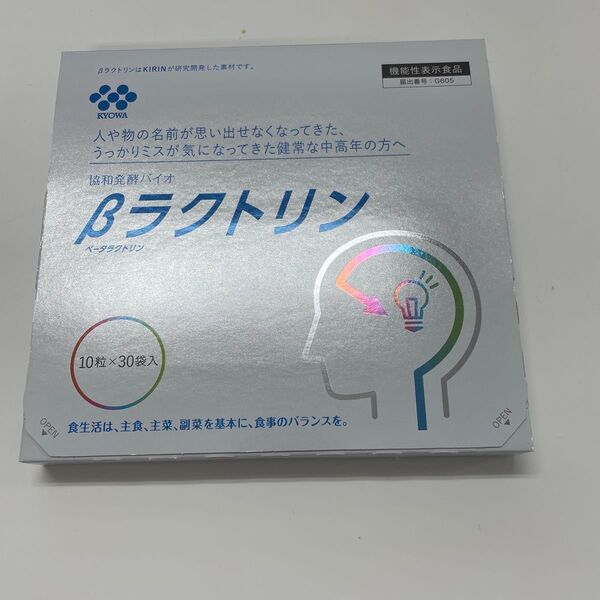 βラクトリンはKIRINが研究開発した素材です。
機能性表示食品
届出番号:G605
KYOWA
人や物の名前が思い出せなくなってきた、
うっかりミスが気になってきた健常な中高年の方へ
協和発酵バイオ
βラクトリン
ベータラクトリン
10粒×30袋入
OPEN
食生活は、主食、主菜、副菜を基本に、食事のバランスを。
OPEN